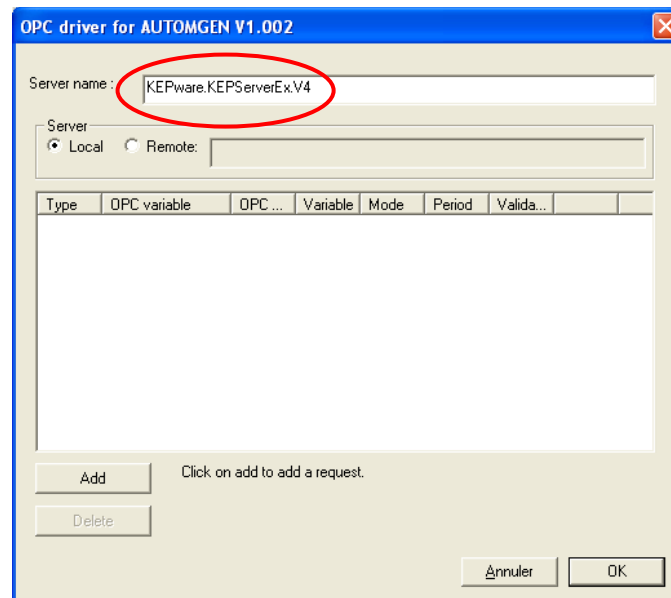 OPC driver for AUTOMGEN V1.002
Server name : KEPware.KEPServerEx.V4
Server
Local Remote:
Type OPC variable OPC ... Variable Mode Period Valida...
Add Click on add to add a request.
Delete
Annuler OK